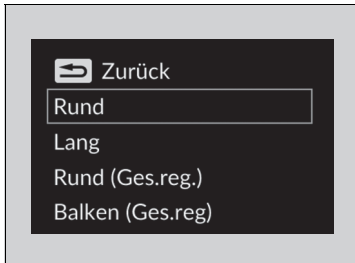 Zurück
Rund
Lang
Rund (Ges.reg.)
Balken (Ges.reg)